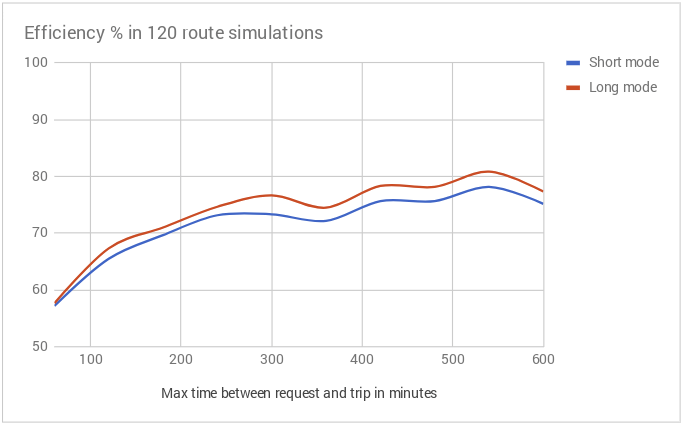 Efficiency % in 120 route simulations
Short mode
Long mode
100
90
80
70
60
50
100 200 300 400 500 600
Max time between request and trip in minutes